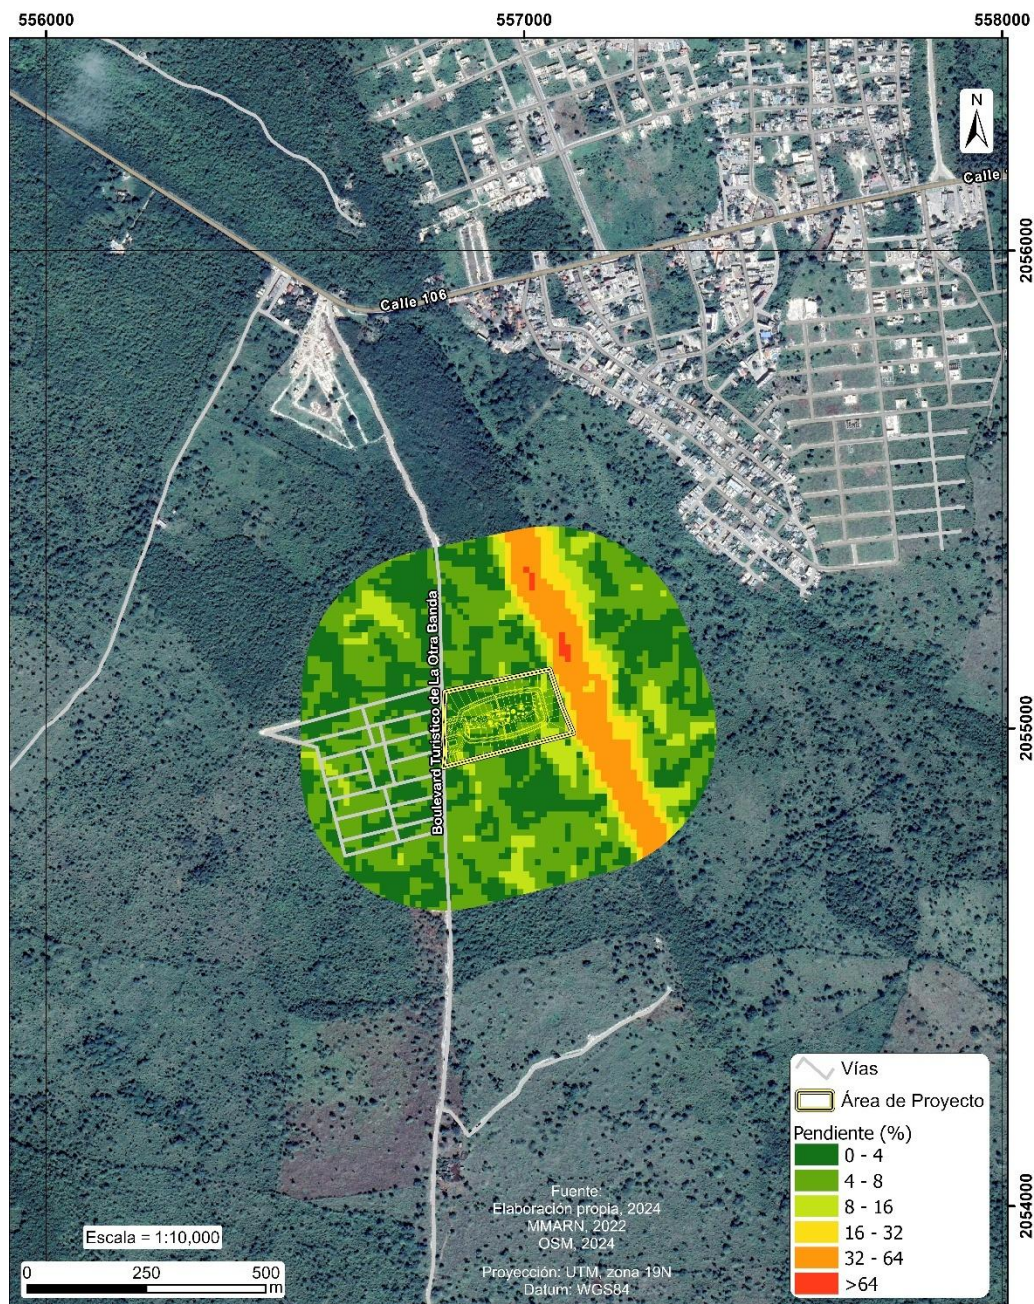 556000
557000
558000
N
Calle
2056000
Calle 106
Boulevard Turístico de La Otra Banda
2055000
Vías
Área de Proyecto
Pendiente (%)
0 - 4
4 - 8
8 - 16
16 - 32
32 - 64
>64
2054000
Fuente:
Elaboración propia, 2024
MMARN, 2022
OSM, 2024
Proyección: UTM, zona 19N
Datum: WGS84
Escala = 1:10,000
0 250 500
m